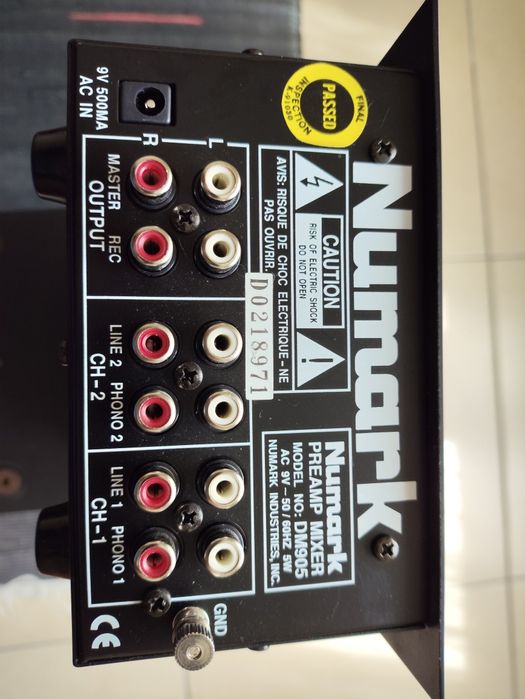 Numark
PASSED
FINAL
INSPECTION
K-91030
CAUTION
RISK OF ELECTRIC SHOCK
DO NOT OPEN
AVIS: RISQUE DE CHOC ELECTRIQUE-NE
PAS OUVRIR.
D0218971
Numark
PREAMP MIXER
MODEL NO: DM905
AC 9V-50/60HZ 5W
NUMARK INDUSTRIES, INC.
9V 500MA
AC IN
L
R
MASTER REC
OUTPUT
LINE 2 PHONO 2
CH-2
LINE 1 PHONO 1
CH-1
GND
CE